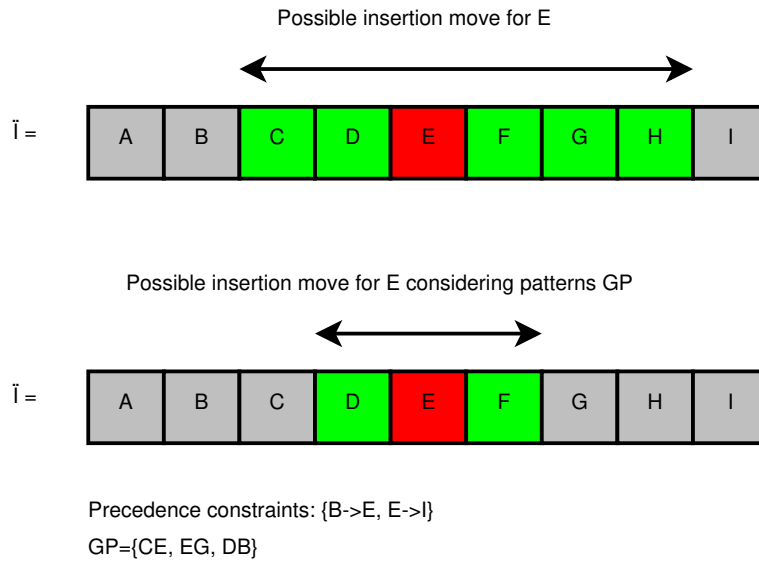 Possible insertion move for E
Ï = A B C D E F G H I
Possible insertion move for E considering patterns GP
Ï = A B C D E F G H I
Precedence constraints: {B->E, E->I}
GP={CE, EG, DB}